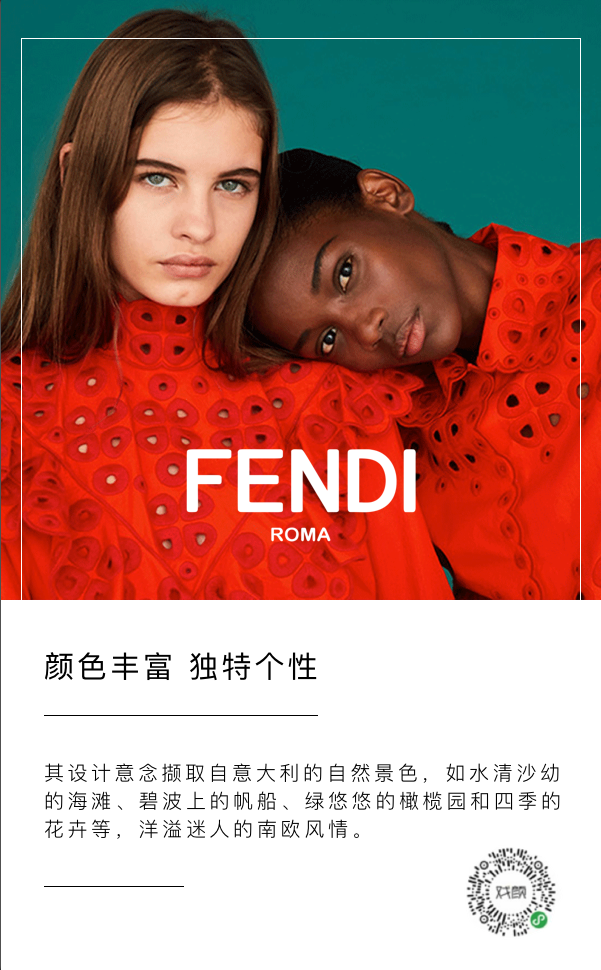 FENDI
ROMA
颜色丰富 独特个性
其设计意念撷取自意大利的自然景色，如水清沙幼
的海滩、碧波上的帆船、绿悠悠的橄榄园和四季的
花卉等，洋溢迷人的南欧风情。
戏颜